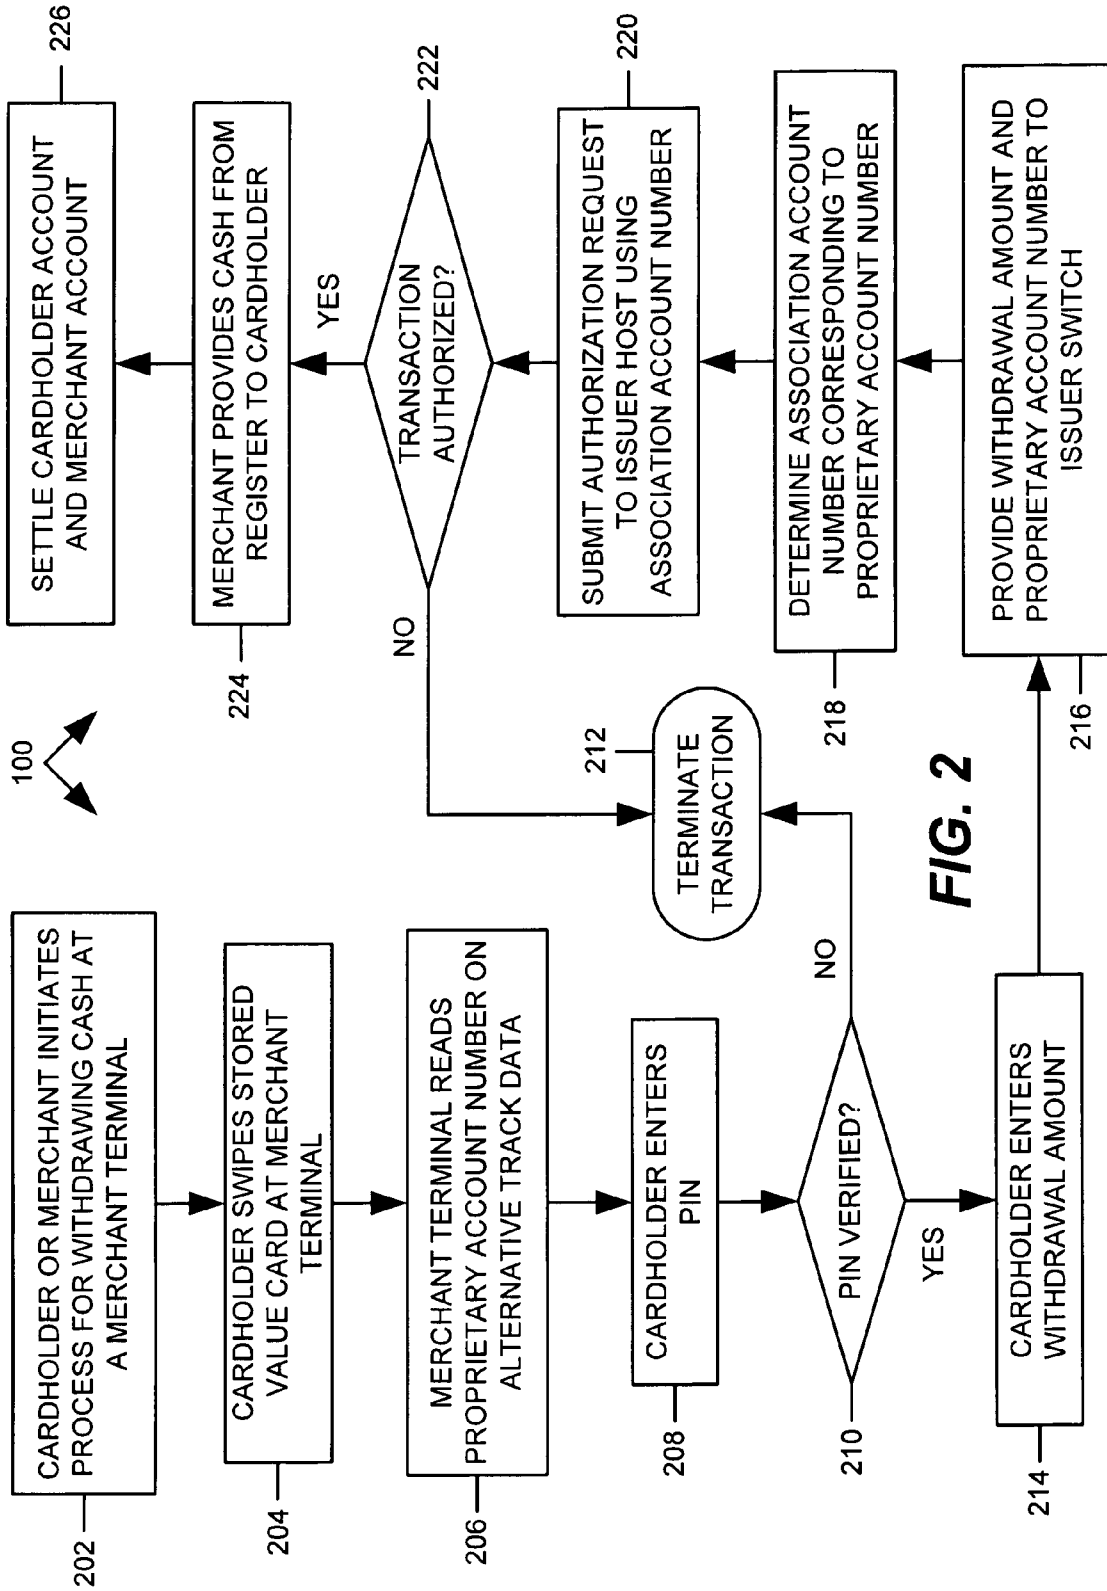 100
CARDHOLDER OR MERCHANT INITIATES
PROCESS FOR WITHDRAWING CASH AT
A MERCHANT TERMINAL
202
CARDHOLDER SWIPES STORED
VALUE CARD AT MERCHANT
TERMINAL
204
MERCHANT TERMINAL READS
PROPRIETARY ACCOUNT NUMBER ON
ALTERNATIVE TRACK DATA
206
CARDHOLDER ENTERS
PIN
208
PIN VERIFIED?
210
NO
YES
TERMINATE
TRANSACTION
212
CARDHOLDER ENTERS
WITHDRAWAL AMOUNT
214
PROVIDE WITHDRAWAL AMOUNT AND
PROPRIETARY ACCOUNT NUMBER TO
ISSUER SWITCH
216
DETERMINE ASSOCIATION ACCOUNT
NUMBER CORRESPONDING TO
PROPRIETARY ACCOUNT NUMBER
218
SUBMIT AUTHORIZATION REQUEST
TO ISSUER HOST USING
ASSOCIATION ACCOUNT NUMBER
220
TRANSACTION
AUTHORIZED?
222
NO
YES
MERCHANT PROVIDES CASH FROM
REGISTER TO CARDHOLDER
224
SETTLE CARDHOLDER ACCOUNT
AND MERCHANT ACCOUNT
226
FIG. 2